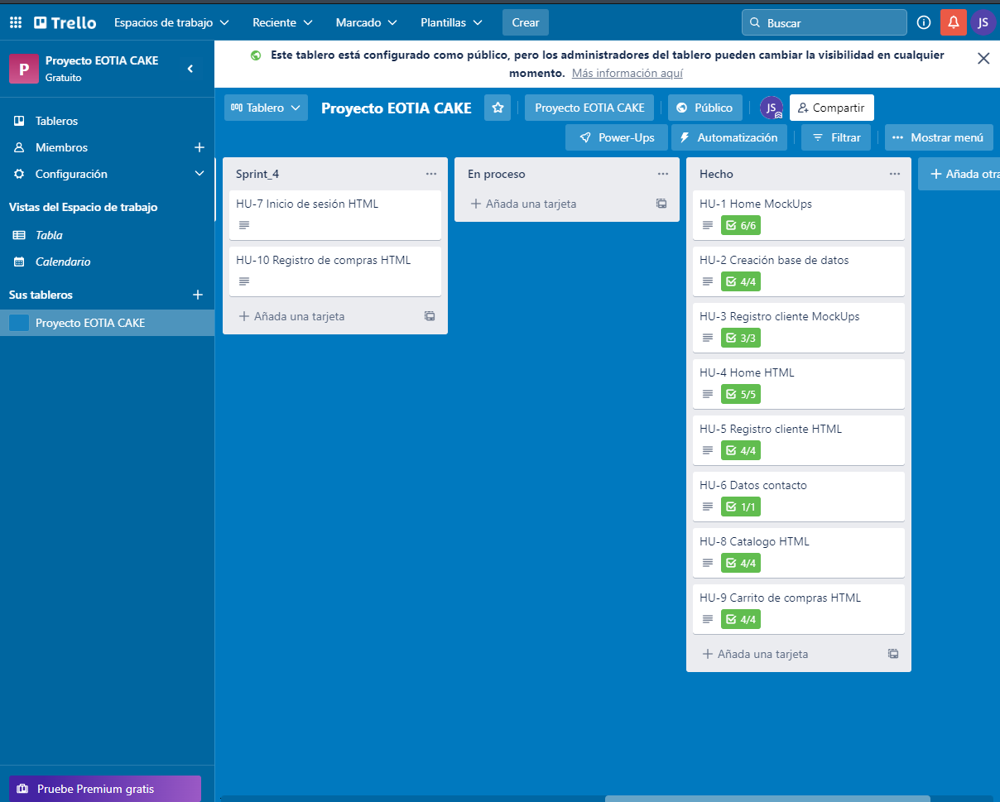 Trello
Espacios de trabajo
Reciente
Marcado
Plantillas
Crear
Buscar
JS
P
Proyecto EOTIA CAKE
Gratuito
Tableros
Miembros
Configuración
Vistas del Espacio de trabajo
Tabla
Calendario
Sus tableros
Proyecto EOTIA CAKE
Pruebe Premium gratis
Este tablero está configurado como público, pero los administradores del tablero pueden cambiar la visibilidad en cualquier
momento. Más información aquí
Tablero
Proyecto EOTIA CAKE
Proyecto EOTIA CAKE
Público
JS
Compartir
Power-Ups
Automatización
Filtrar
Mostrar menú
Sprint_4
HU-7 Inicio de sesión HTML
HU-10 Registro de compras HTML
Añada una tarjeta
En proceso
Añada una tarjeta
Hecho
HU-1 Home MockUps
6/6
HU-2 Creación base de datos
4/4
HU-3 Registro cliente MockUps
3/3
HU-4 Home HTML
5/5
HU-5 Registro cliente HTML
4/4
HU-6 Datos contacto
1/1
HU-8 Catalogo HTML
4/4
HU-9 Carrito de compras HTML
4/4
Añada una tarjeta
Añada otra